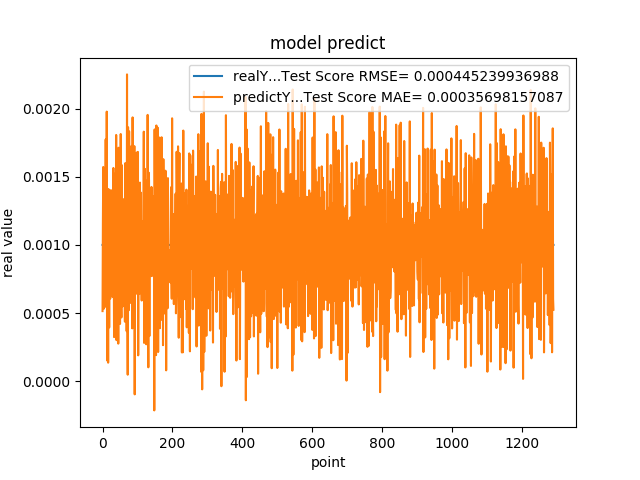 model predict
realY...Test Score RMSE= 0.000445239936988
predictY...Test Score MAE= 0.00035698157087
0.0020
0.0015
0.0010
0.0005
0.0000
real value
0 200 400 600 800 1000 1200
point